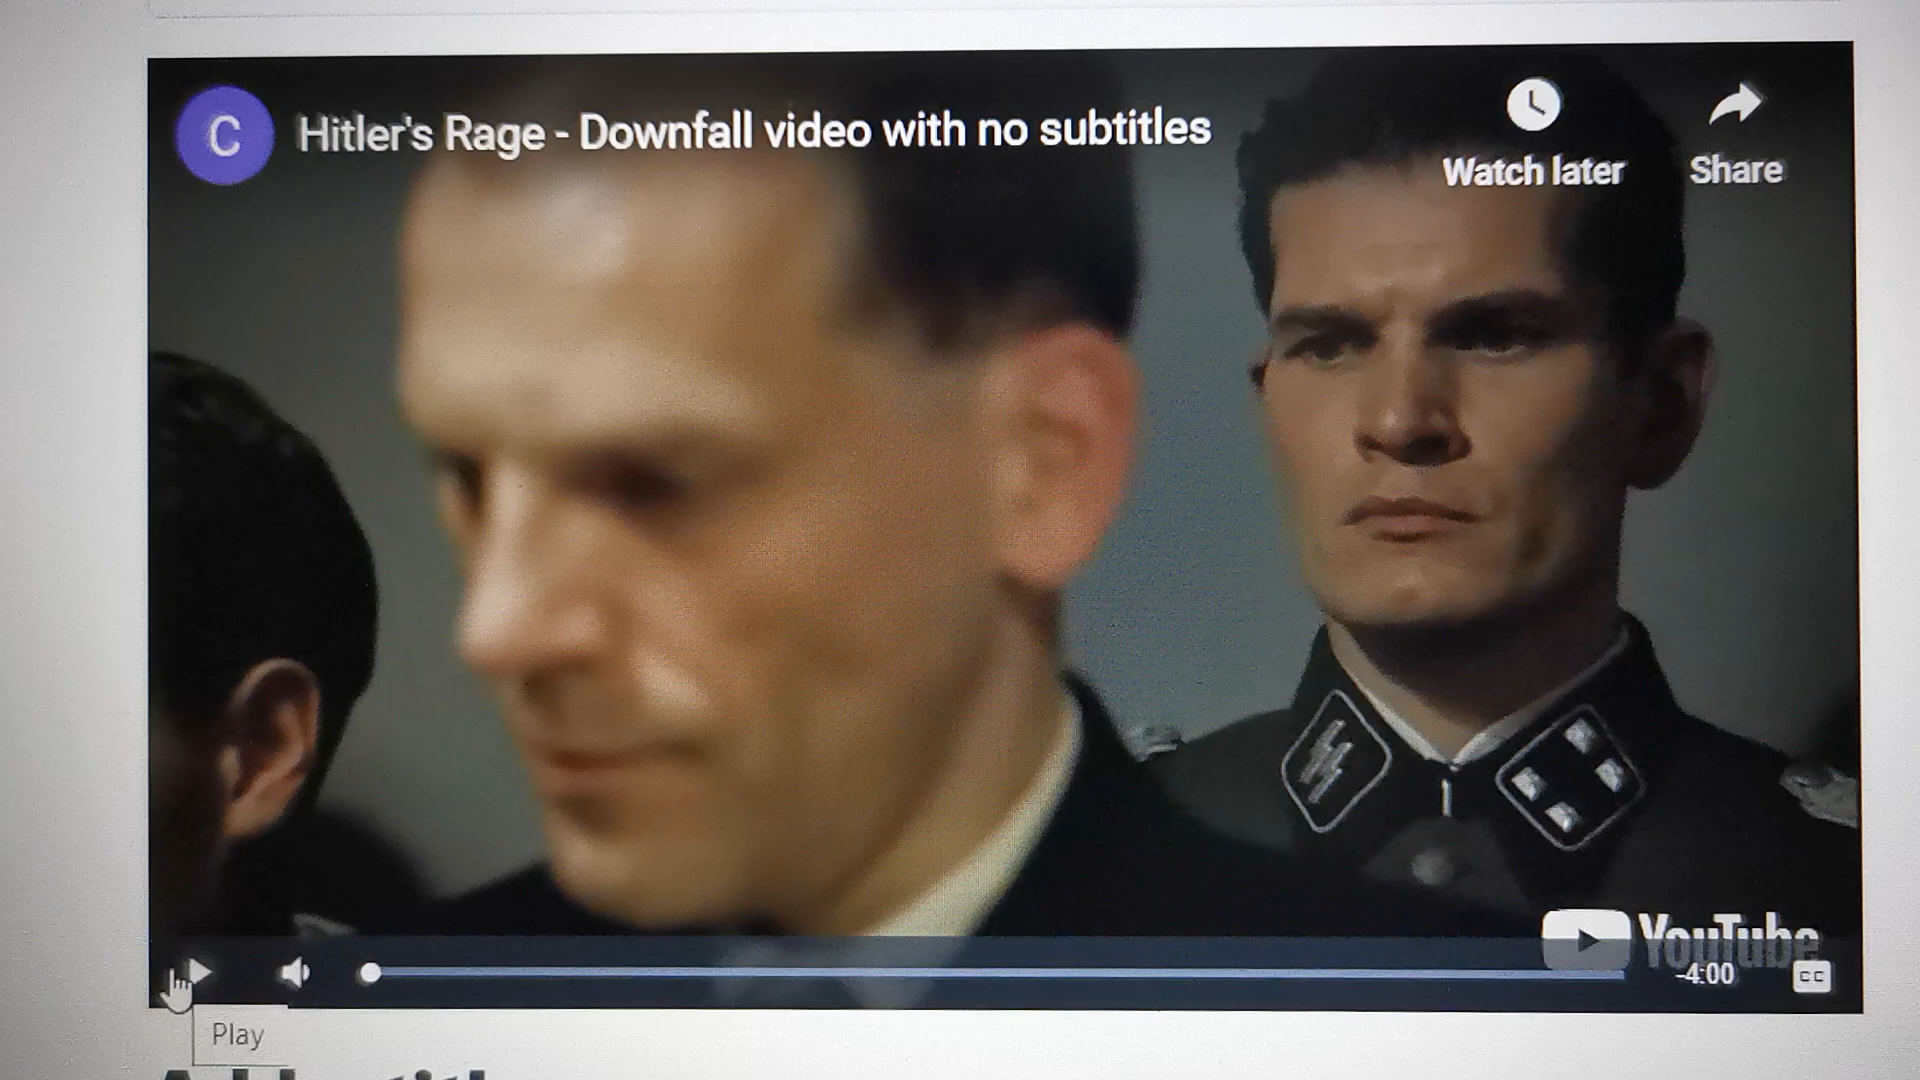 C
Hitler's Rage - Downfall video with no subtitles
Watch later
Share
YouTube
-4:00
CC
Play